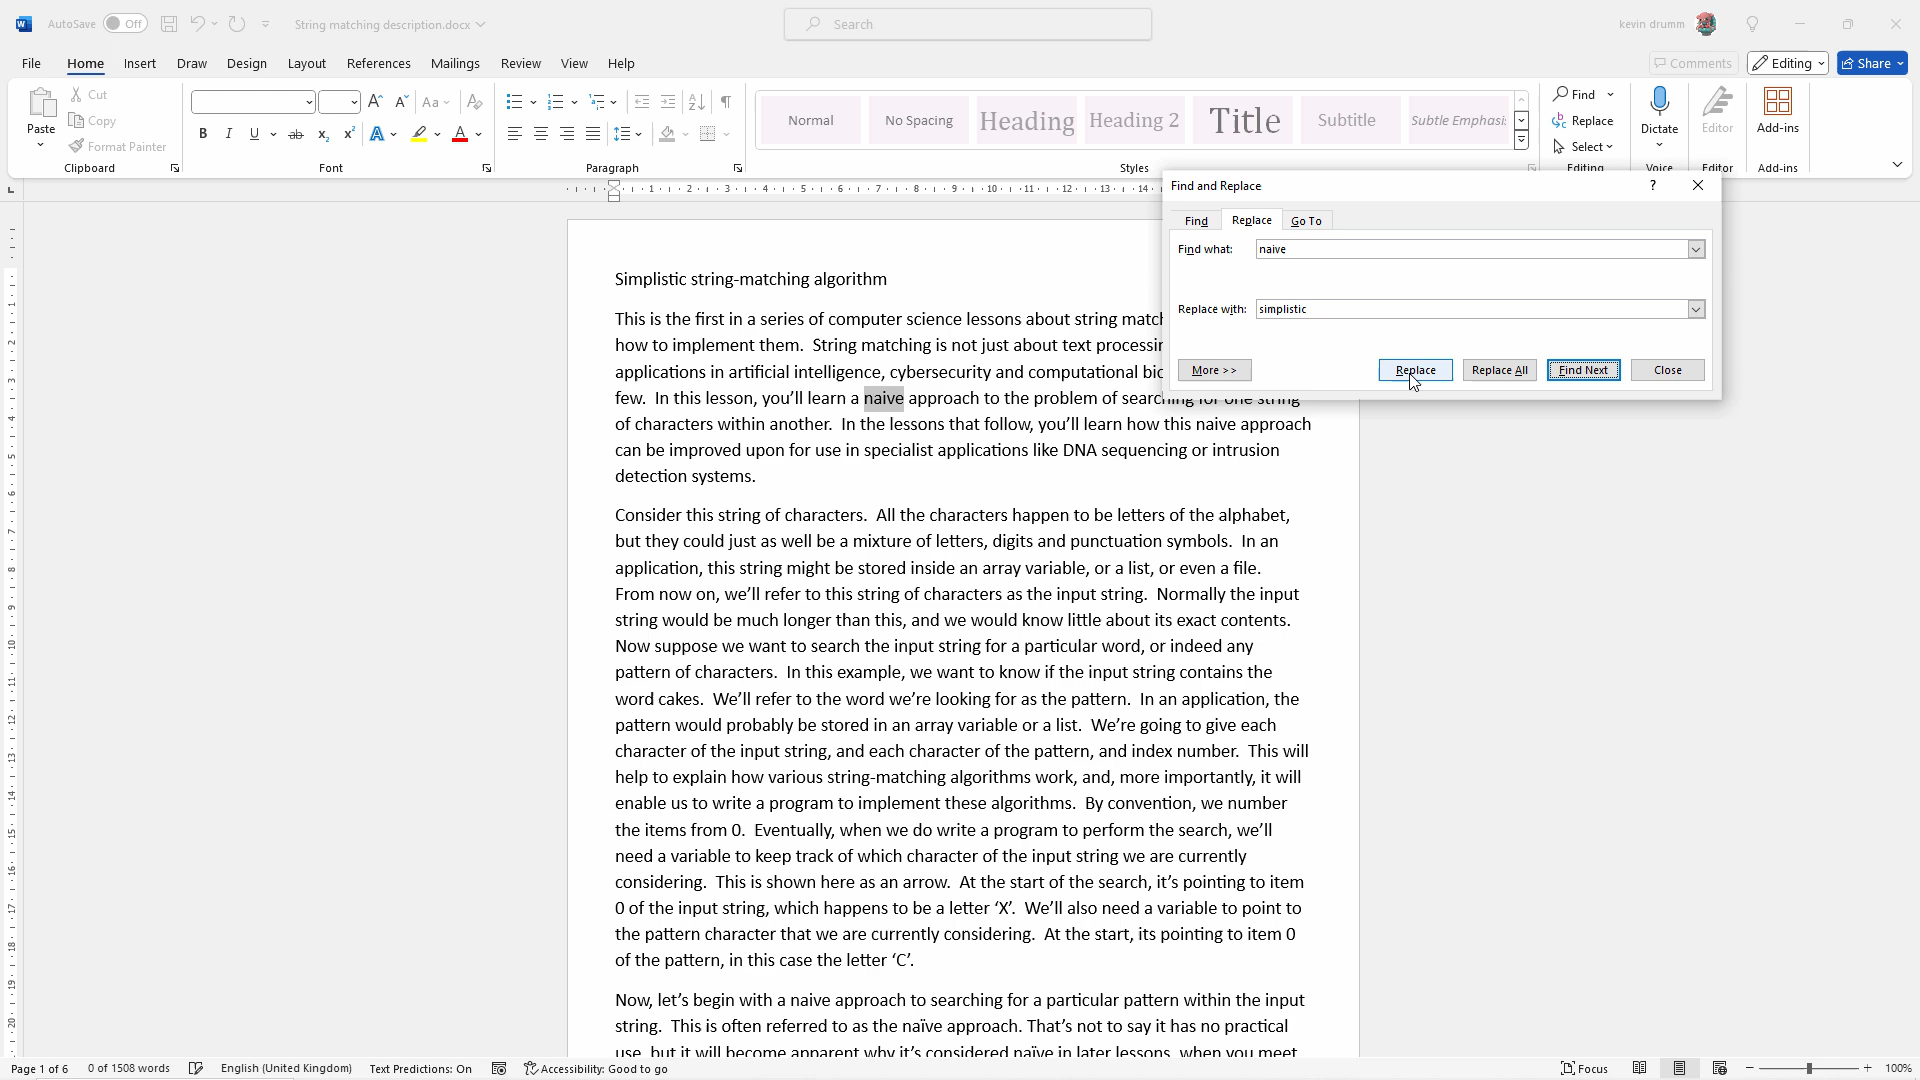 AutoSave Off String matching description.docx Search kevin drumm
File Home Insert Draw Design Layout References Mailings Review View Help Comments Editing Share
Paste Cut Copy Format Painter
Clipboard Font Paragraph Styles Editing Voice Editor Add-ins
Normal No Spacing Heading Heading 2 Title Subtitle Subtle Emphasis
Find Replace Select Dictate Editor Add-ins
1 2 3 4 5 6 7 8 9 10 11 12 13 14
Find and Replace ?
Find Replace Go To
Find what: naive
Replace with: simplistic
More >> Replace Replace All Find Next Close
Simplistic string-matching algorithm
This is the first in a series of computer science lessons about string match
how to implement them. String matching is not just about text processin
applications in artificial intelligence, cybersecurity and computational bio
few. In this lesson, you’ll learn a naive approach to the problem of searching for one string
of characters within another. In the lessons that follow, you’ll learn how this naive approach
can be improved upon for use in specialist applications like DNA sequencing or intrusion
detection systems.
Consider this string of characters. All the characters happen to be letters of the alphabet,
but they could just as well be a mixture of letters, digits and punctuation symbols. In an
application, this string might be stored inside an array variable, or a list, or even a file.
From now on, we’ll refer to this string of characters as the input string. Normally the input
string would be much longer than this, and we would know little about its exact contents.
Now suppose we want to search the input string for a particular word, or indeed any
pattern of characters. In this example, we want to know if the input string contains the
word cakes. We’ll refer to the word we’re looking for as the pattern. In an application, the
pattern would probably be stored in an array variable or a list. We’re going to give each
character of the input string, and each character of the pattern, and index number. This will
help to explain how various string-matching algorithms work, and, more importantly, it will
enable us to write a program to implement these algorithms. By convention, we number
the items from 0. Eventually, when we do write a program to perform the search, we’ll
need a variable to keep track of which character of the input string we are currently
considering. This is shown here as an arrow. At the start of the search, it’s pointing to item
0 of the input string, which happens to be a letter ‘X’. We’ll also need a variable to point to
the pattern character that we are currently considering. At the start, its pointing to item 0
of the pattern, in this case the letter ‘C’.
Now, let’s begin with a naive approach to searching for a particular pattern within the input
string. This is often referred to as the naïve approach. That’s not to say it has no practical
use, but it will become apparent why it’s considered naïve in later lessons, when you meet
Page 1 of 6 0 of 1508 words English (United Kingdom) Text Predictions: On Accessibility: Good to go Focus 100%